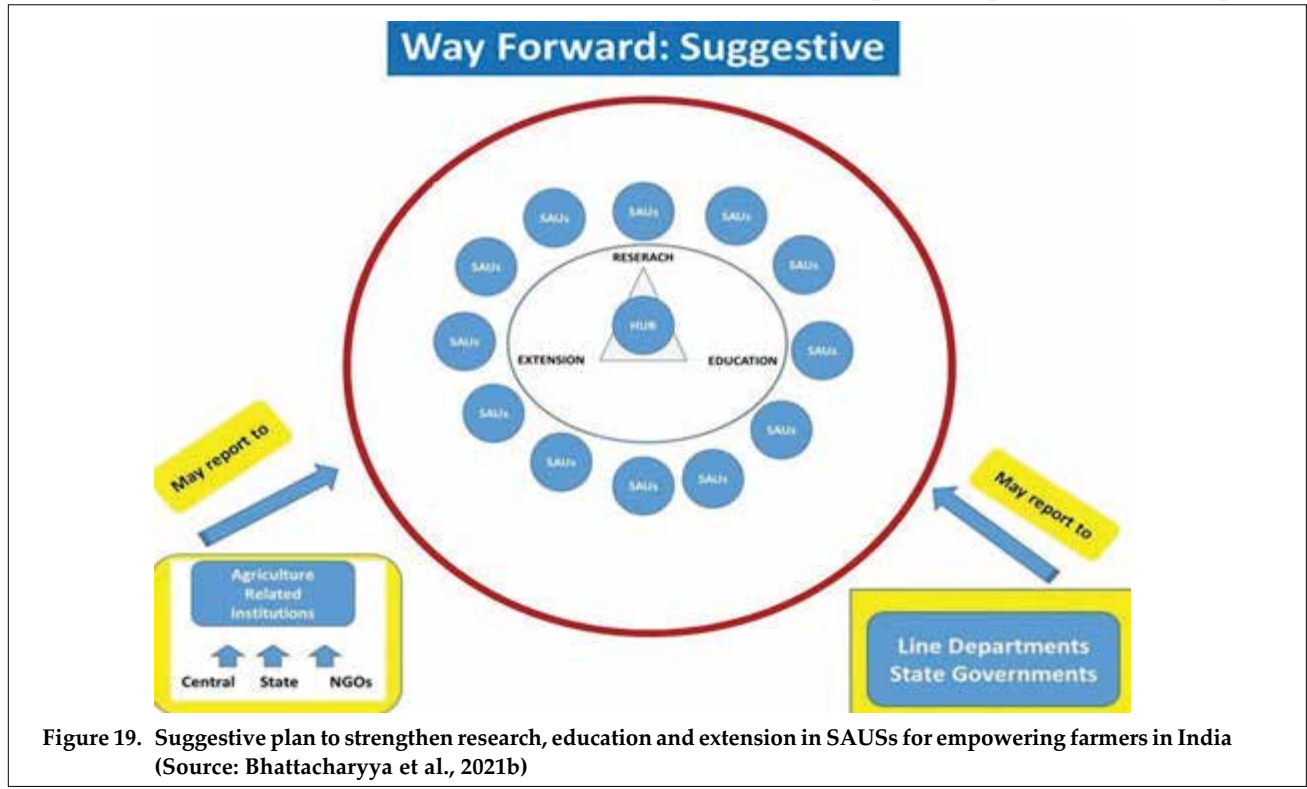 Way Forward: Suggestive
SAUs
SAUs
SAUs
SAUs
SAUs
RESERACH
HUB
SAUs
SAUs
EXTENSION
EDUCATION
SAUs
SAUs
SAUs
SAUs
SAUs
May report to
May report to
Agriculture
Related
Institutions
Central State NGOs
Line Departments
State Governments
Figure 19. Suggestive plan to strengthen research, education and extension in SAUSs for empowering farmers in India
(Source: Bhattacharyya et al., 2021b)